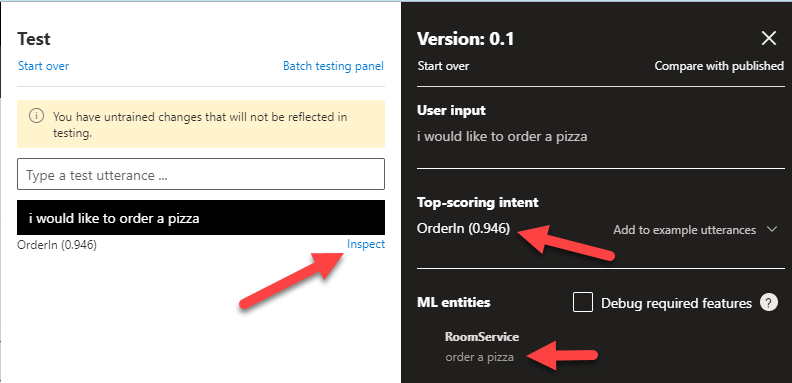 Test
Start over
Batch testing panel
You have untrained changes that will not be reflected in
testing.
Type a test utterance ...
i would like to order a pizza
OrderIn (0.946)
Inspect
Version: 0.1
Start over
Compare with published
User input
i would like to order a pizza
Top-scoring intent
OrderIn (0.946)
Add to example utterances
ML entities
Debug required features
?
RoomService
order a pizza